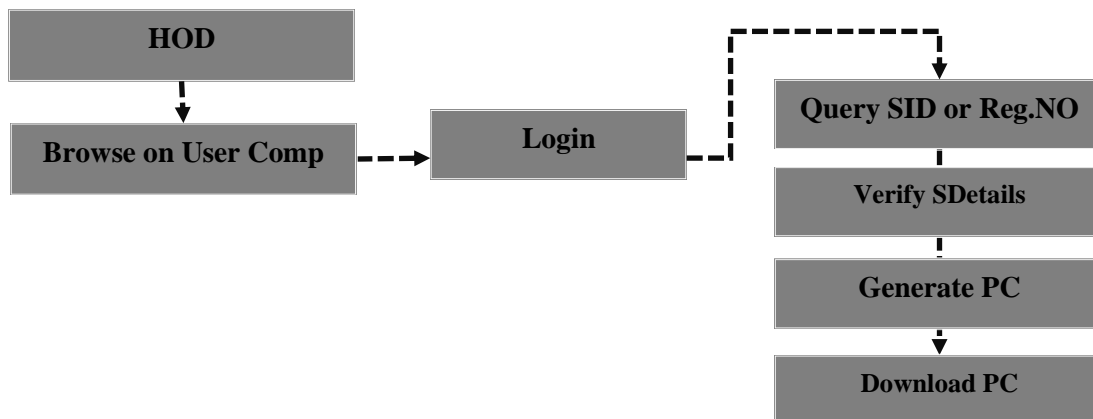 HOD
Browse on User Comp
Login
Query SID or Reg.NO
Verify SDetails
Generate PC
Download PC